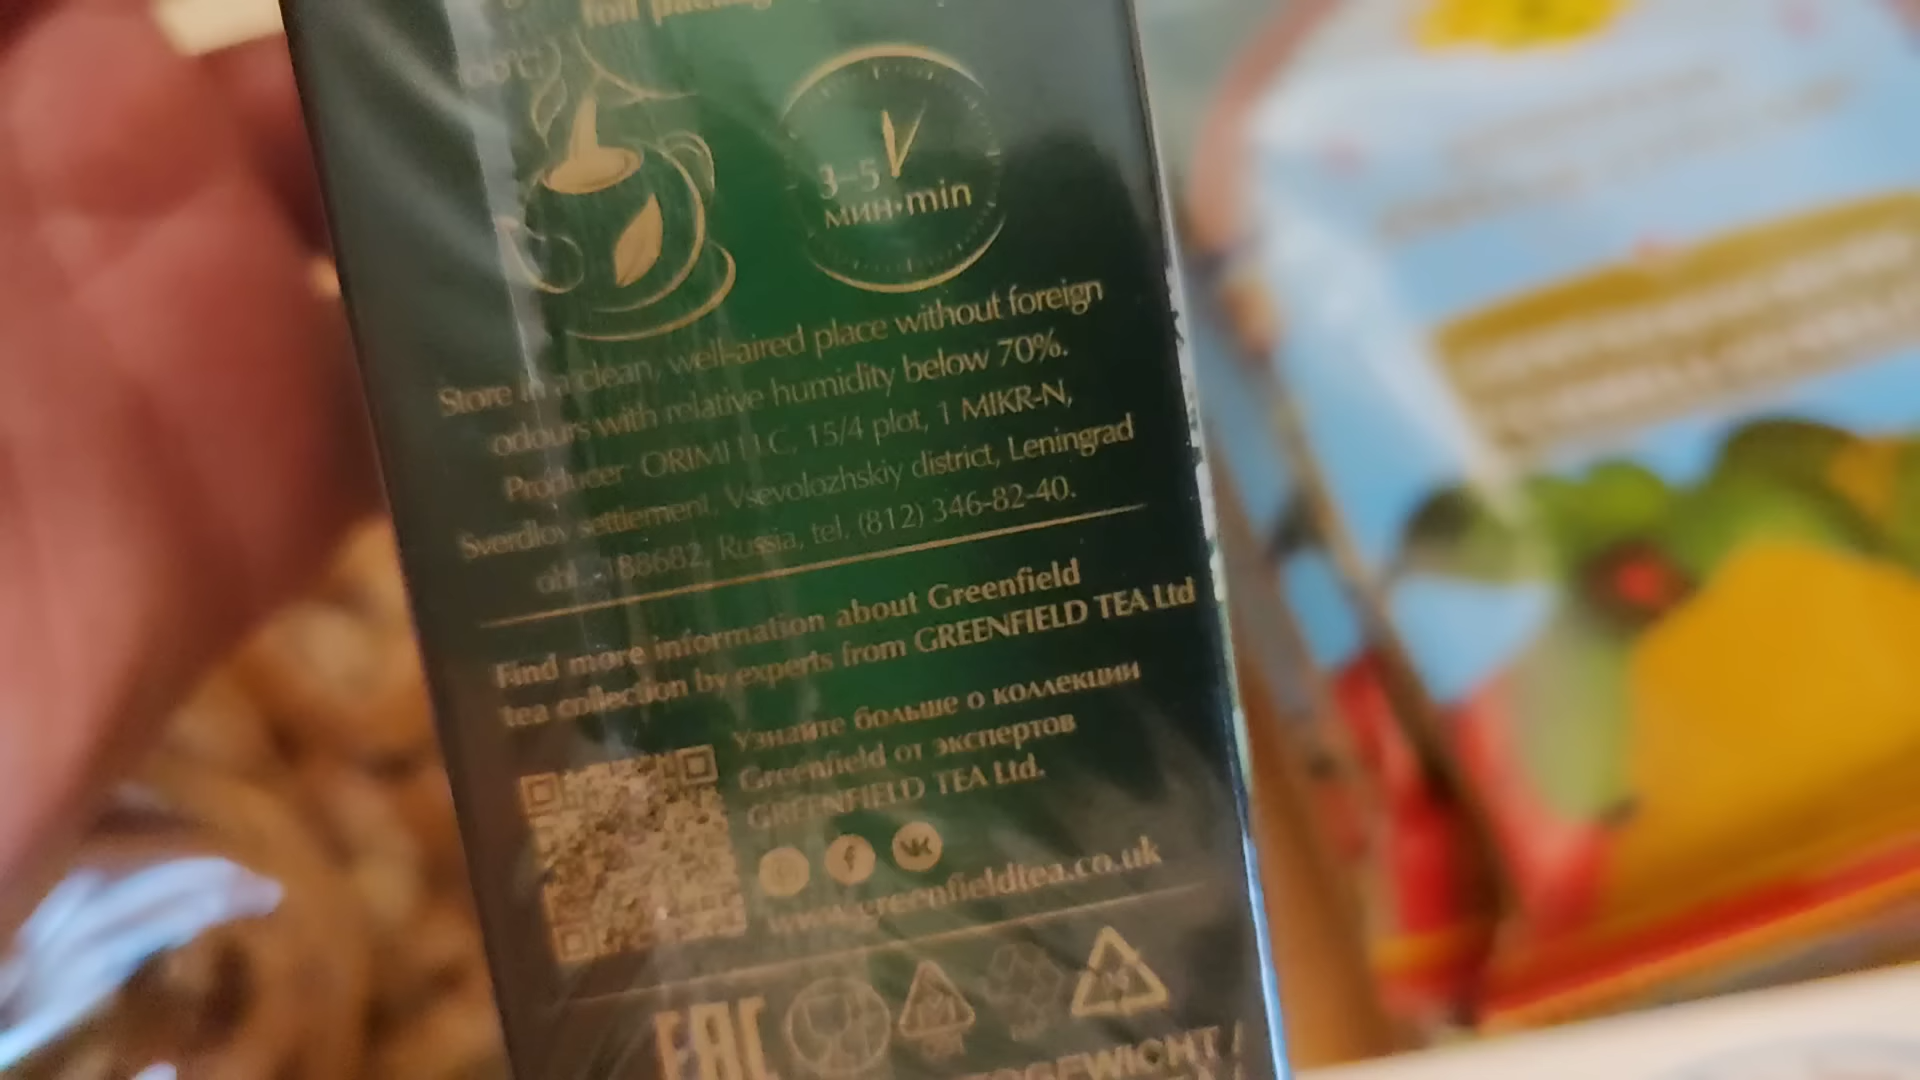 foil
100°C
3–5
мин·min
Store in a clean, well-aired place without foreign
odours with relative humidity below 70%.
Producer: ORIMI LLC, 15/4 plot, 1 MIKR-N,
Sverdlov settlement, Vsevolozhskiy district, Leningrad
obl., 188682, Russia, tel. (812) 346-82-40.
Find more information about Greenfield
tea collection by experts from GREENFIELD TEA Ltd
Узнайте больше о коллекции
Greenfield от экспертов
GREENFIELD TEA Ltd.
www.greenfieldtea.co.uk
EAC